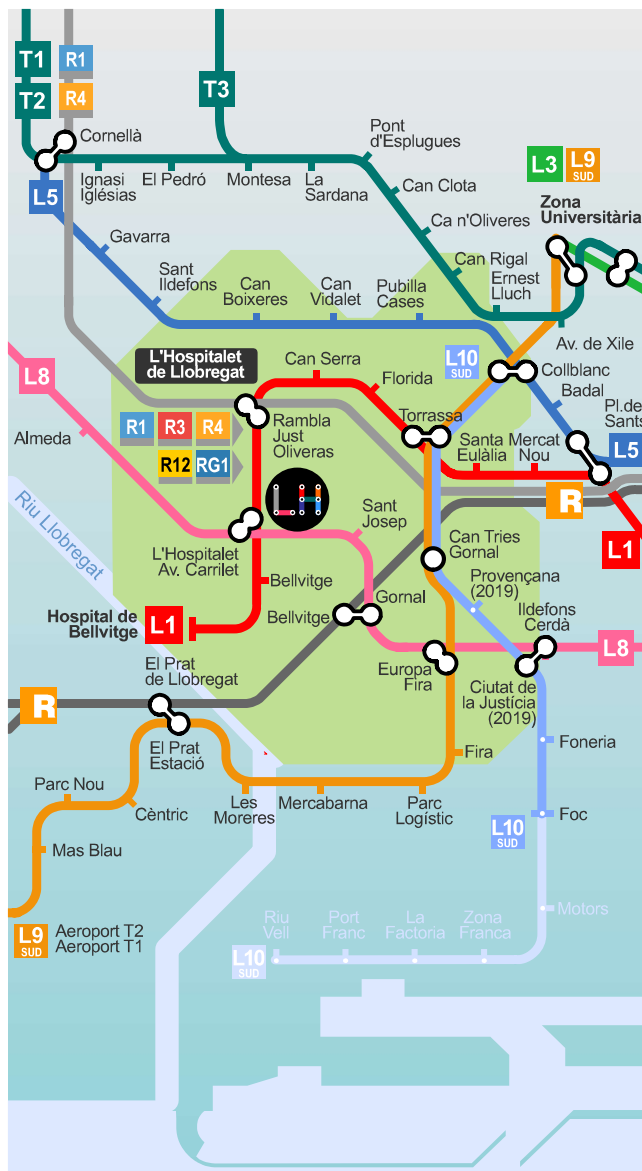 T1
R1
T2
R4
T3
Cornellà
Pont
d'Esplugues
L3
L9
SUD
Ignasi
Iglésias
El Pedró
Montesa
La
Sardana
Can Clota
Zona
Universitària
L5
Ca n'Oliveres
Gavarra
Can Rigal
Sant
Ildefons
Can
Boixeres
Can
Vidalet
Pubilla
Cases
Ernest
Lluch
Av. de Xile
L8
L'Hospitalet
de Llobregat
Can Serra
L10
SUD
Collblanc
Florida
Badal
R1
R3
R4
Rambla
Just
Oliveras
Torrassa
Pl.de
Sants
Almeda
R12
RG1
Santa
Eulàlia
Mercat
Nou
L5
Riu Llobregat
LH
Sant
Josep
R
L'Hospitalet
Av. Carrilet
Can Tries
Gornal
L1
Bellvitge
Provençana
(2019)
Hospital de
Bellvitge
L1
Bellvitge
Gornal
Ildefons
Cerdà
L8
El Prat
de Llobregat
Europa
Fira
Ciutat de
la Justícia
(2019)
R
El Prat
Estació
Fira
Foneria
Parc Nou
Cèntric
Les
Moreres
Mercabarna
Parc
Logístic
L10
SUD
Foc
Mas Blau
Motors
L9
SUD
Aeroport T2
Aeroport T1
L10
SUD
Riu
Vell
Port
Franc
La
Factoria
Zona
Franca